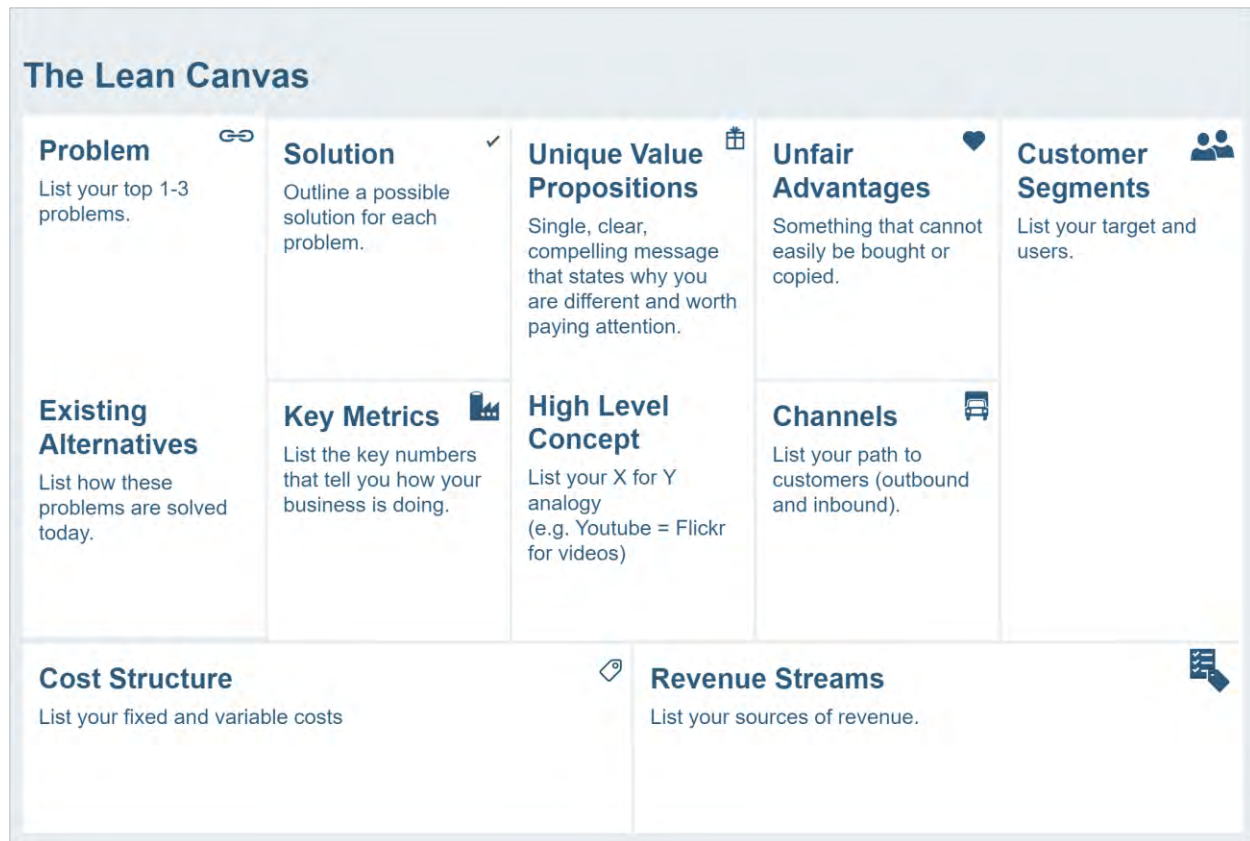 The Lean Canvas
Problem
List your top 1-3
problems.
Existing
Alternatives
List how these
problems are solved
today.
Solution
Outline a possible
solution for each
problem.
Key Metrics
List the key numbers
that tell you how your
business is doing.
Unique Value
Propositions
Single, clear,
compelling message
that states why you
are different and worth
paying attention.
High Level
Concept
List your X for Y
analogy
(e.g. Youtube = Flickr
for videos)
Unfair
Advantages
Something that cannot
easily be bought or
copied.
Channels
List your path to
customers (outbound
and inbound).
Customer
Segments
List your target and
users.
Cost Structure
List your fixed and variable costs
Revenue Streams
List your sources of revenue.